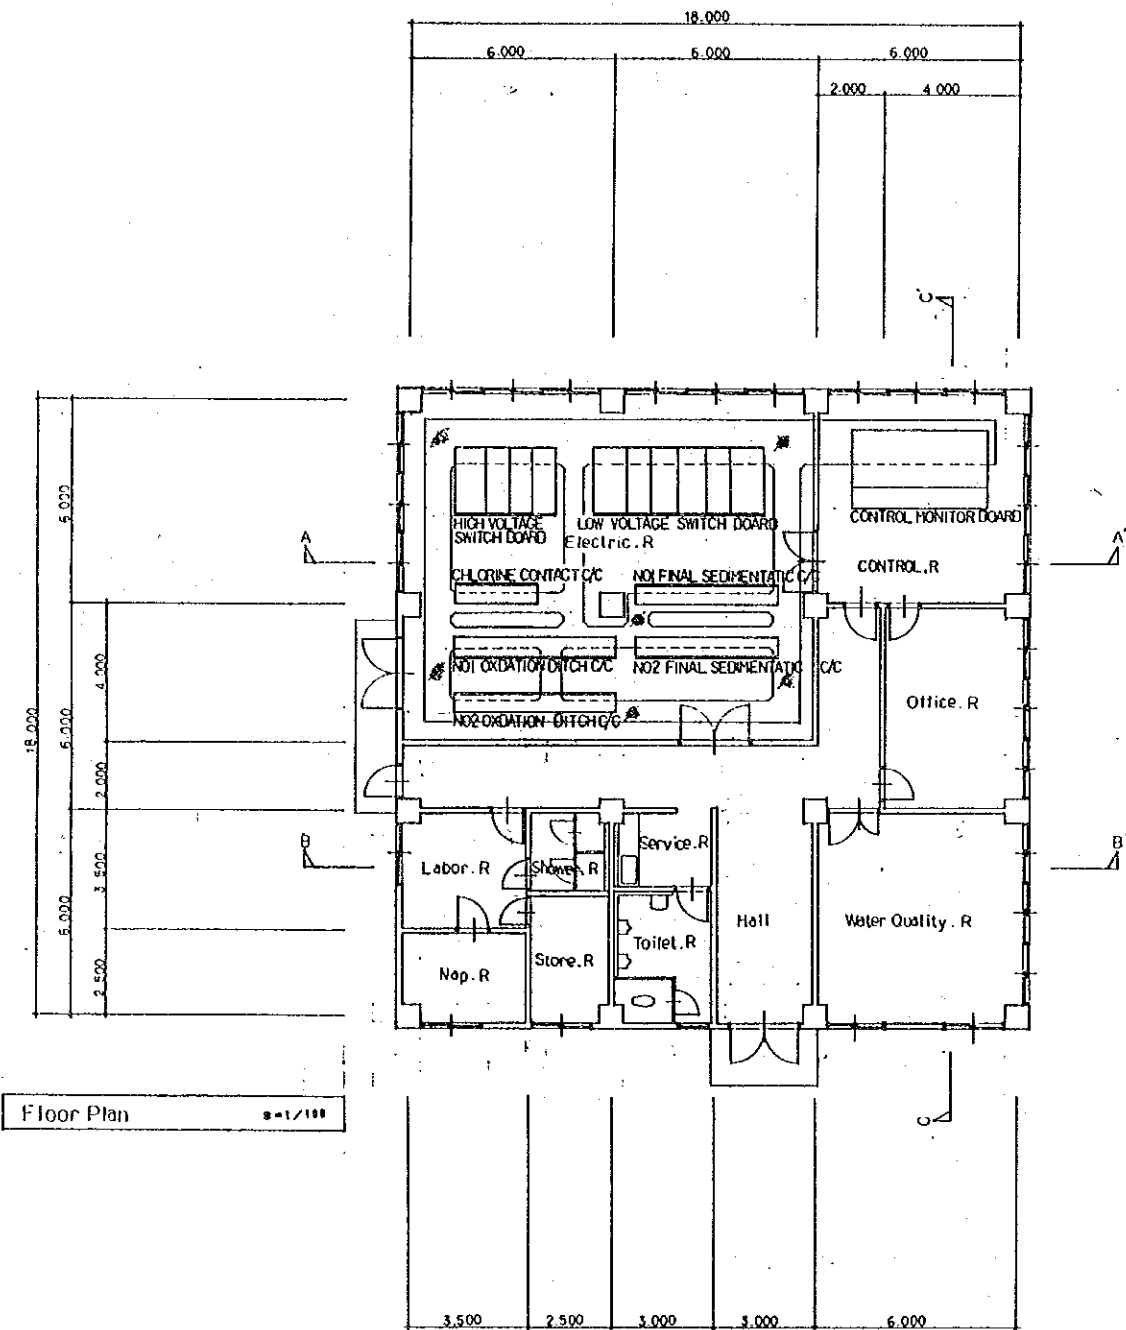 18.000
6.000
6.000
6.000
2.000
4.000
C'
6.000
HIGH VOLTAGE
SWITCH BOARD
LOW VOLTAGE SWITCH BOARD
CONTROL MONITOR BOARD
Electric.R
A
A'
CHLORINE CONTACT C/C
NO1 FINAL SEDIMENTATIC C/C
CONTROL.R
NO1 OXDATION DITCH C/C
NO2 FINAL SEDIMENTATIC C/C
4.000
Office.R
NO2 OXDATION DITCH C/C
18.000
6.000
2.000
B
B'
Service.R
Labor.R
Shower.R
3.500
6.000
Hall
Water Quality.R
Toilet.R
Store.R
Nap.R
2.500
Floor Plan
s=1/100
C
3.500
2.500
3.000
3.000
6.000